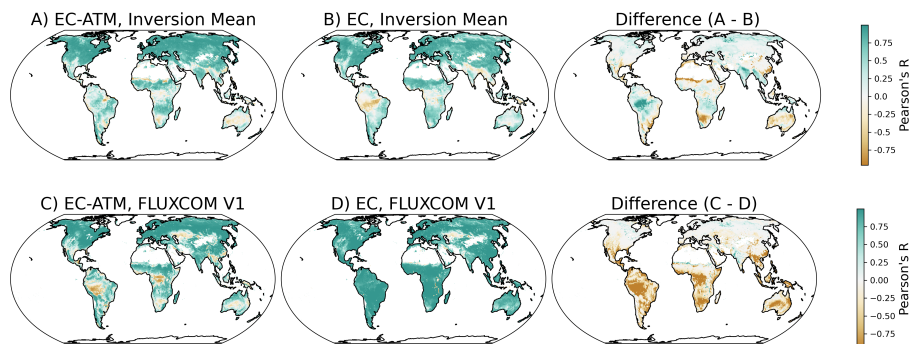 A) EC-ATM, Inversion Mean
B) EC, Inversion Mean
Difference (A - B)
0.75
0.50
0.25
0.0
-0.25
-0.5
-0.75
Pearson's R
C) EC-ATM, FLUXCOM V1
D) EC, FLUXCOM V1
Difference (C - D)
0.75
0.50
0.25
0.00
-0.25
-0.50
-0.75
Pearson's R